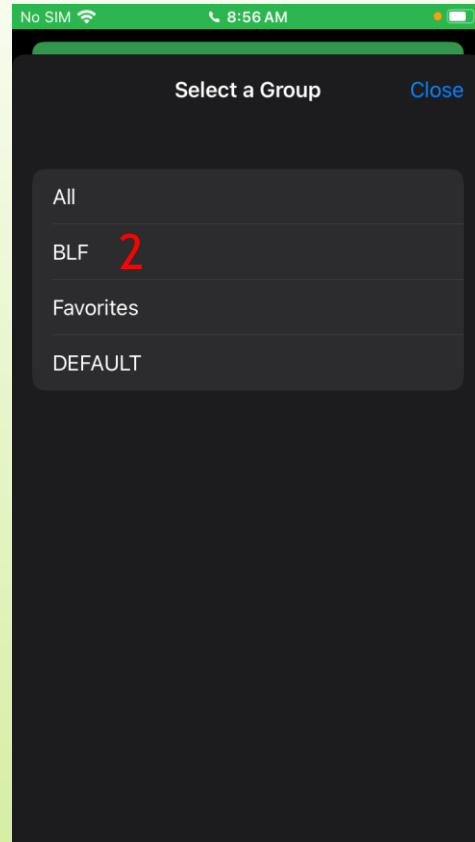 No SIM 8:56 AM
Select a Group Close
All
BLF 2
Favorites
DEFAULT